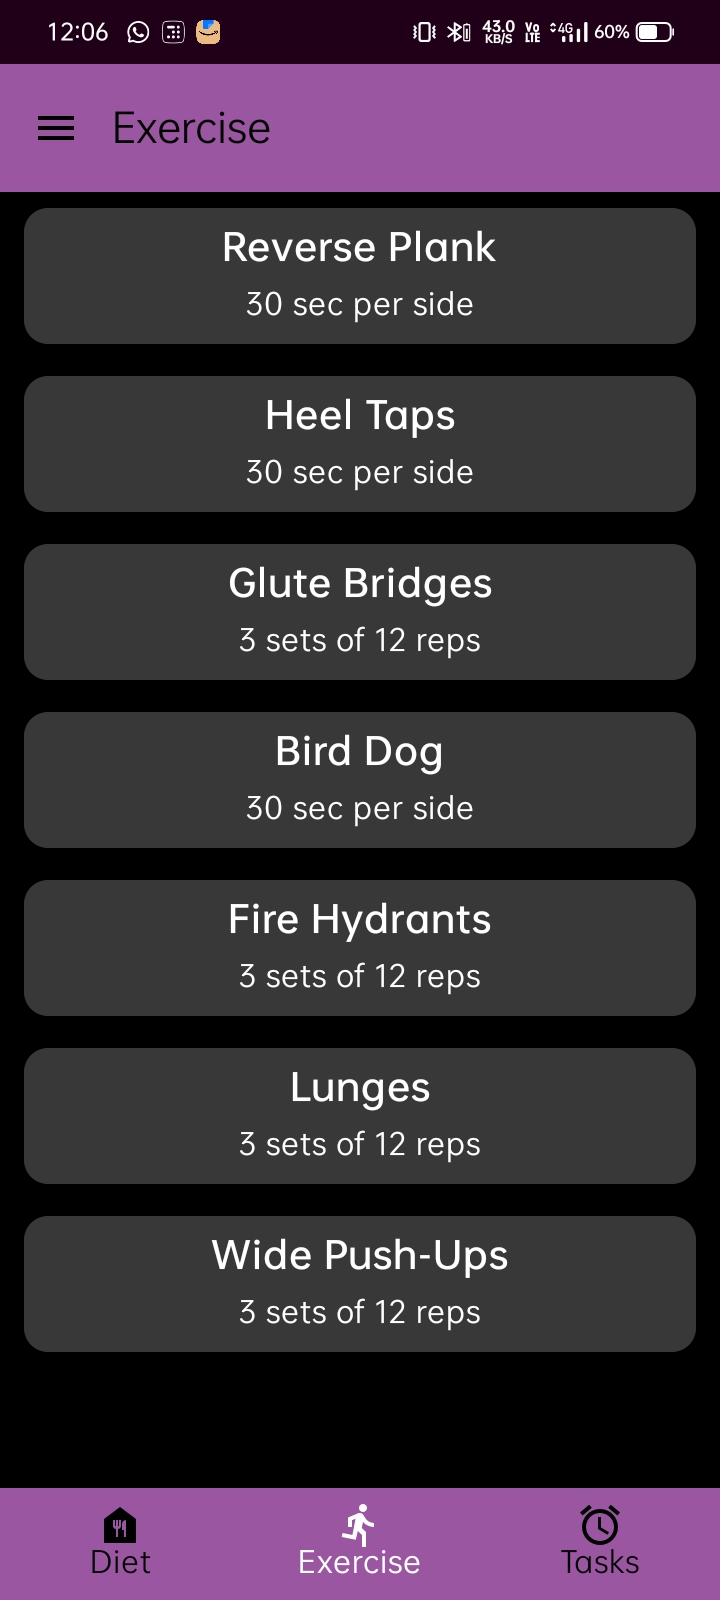 12:06 43.0 KB/S Vo LTE 4G 60%
Exercise
Reverse Plank
30 sec per side
Heel Taps
30 sec per side
Glute Bridges
3 sets of 12 reps
Bird Dog
30 sec per side
Fire Hydrants
3 sets of 12 reps
Lunges
3 sets of 12 reps
Wide Push-Ups
3 sets of 12 reps
Diet Exercise Tasks